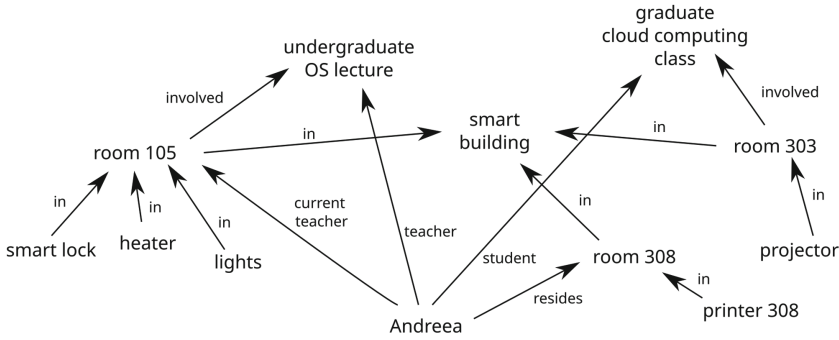 graduate
cloud computing
class
undergraduate
OS lecture
involved
involved
smart
building
in
in
room 105
room 303
in
in
in
in
in
current
teacher
teacher
smart lock
heater
lights
student
room 308
projector
resides
in
printer 308
Andreea